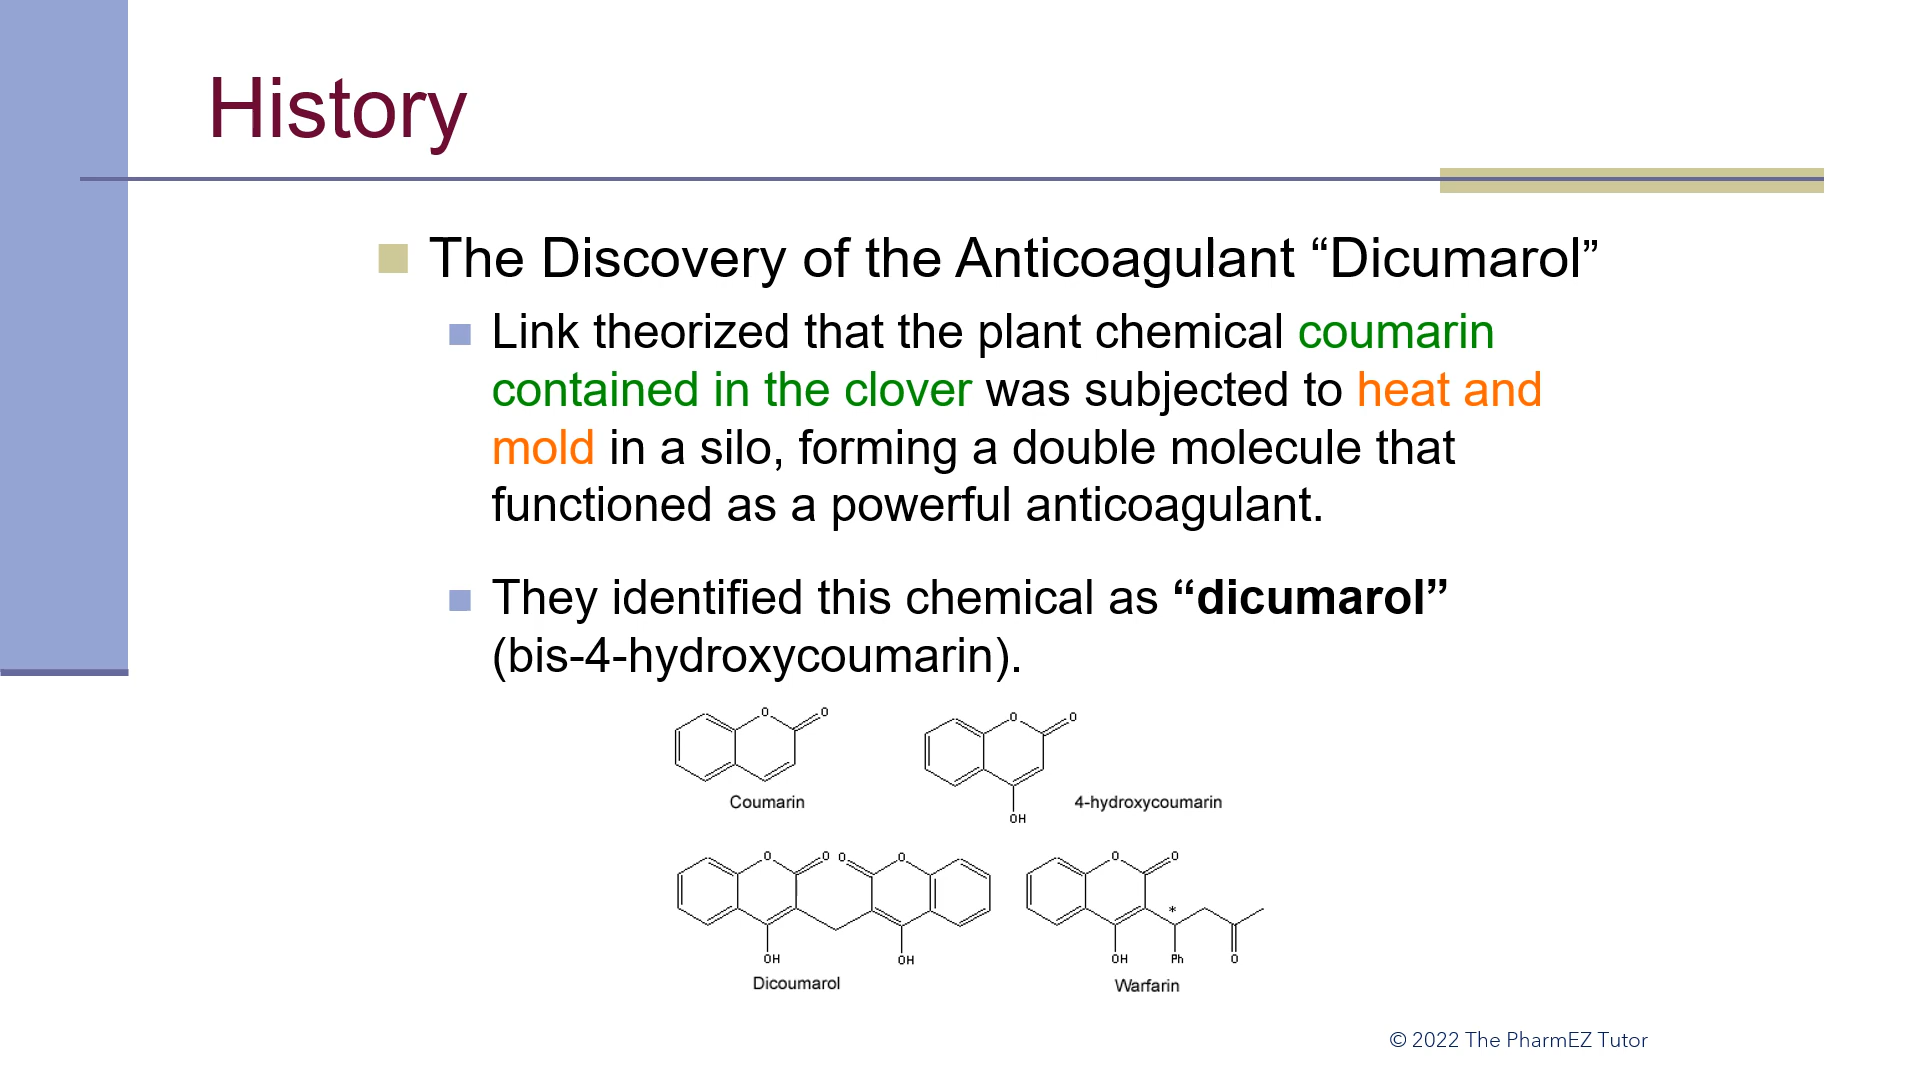 History
The Discovery of the Anticoagulant “Dicumarol”
Link theorized that the plant chemical coumarin
contained in the clover was subjected to heat and
mold in a silo, forming a double molecule that
functioned as a powerful anticoagulant.
They identified this chemical as “dicumarol”
(bis-4-hydroxycoumarin).
O O
O O
Coumarin
4-hydroxycoumarin
OH
O O O O
O O
*
OH OH
OH Ph O
Dicoumarol
Warfarin
© 2022 The PharmEZ Tutor